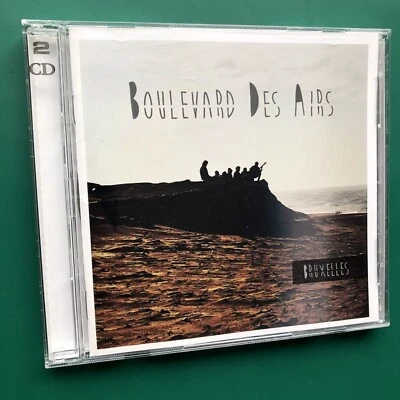 2
CD
BOULEVARD DES AIRS
BRUXELLES